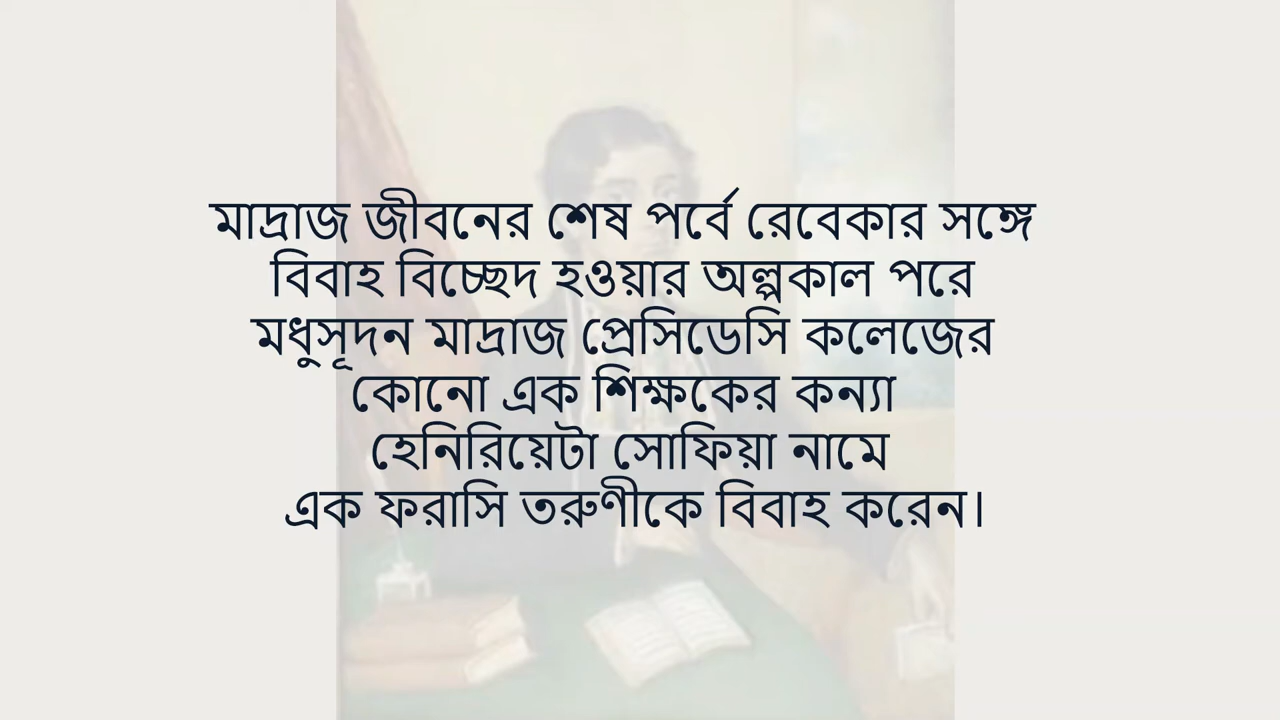 মাদ্রাজ জীবনের শেষ পর্বে রেবেকার সঙ্গে
বিবাহ বিচ্ছেদ হওয়ার অল্পকাল পরে
মধুসূদন মাদ্রাজ প্রেসিডেসি কলেজের
কোনো এক শিক্ষকের কন্যা
হেনিরিয়েটা সোফিয়া নামে
এক ফরাসি তরুণীকে বিবাহ করেন।